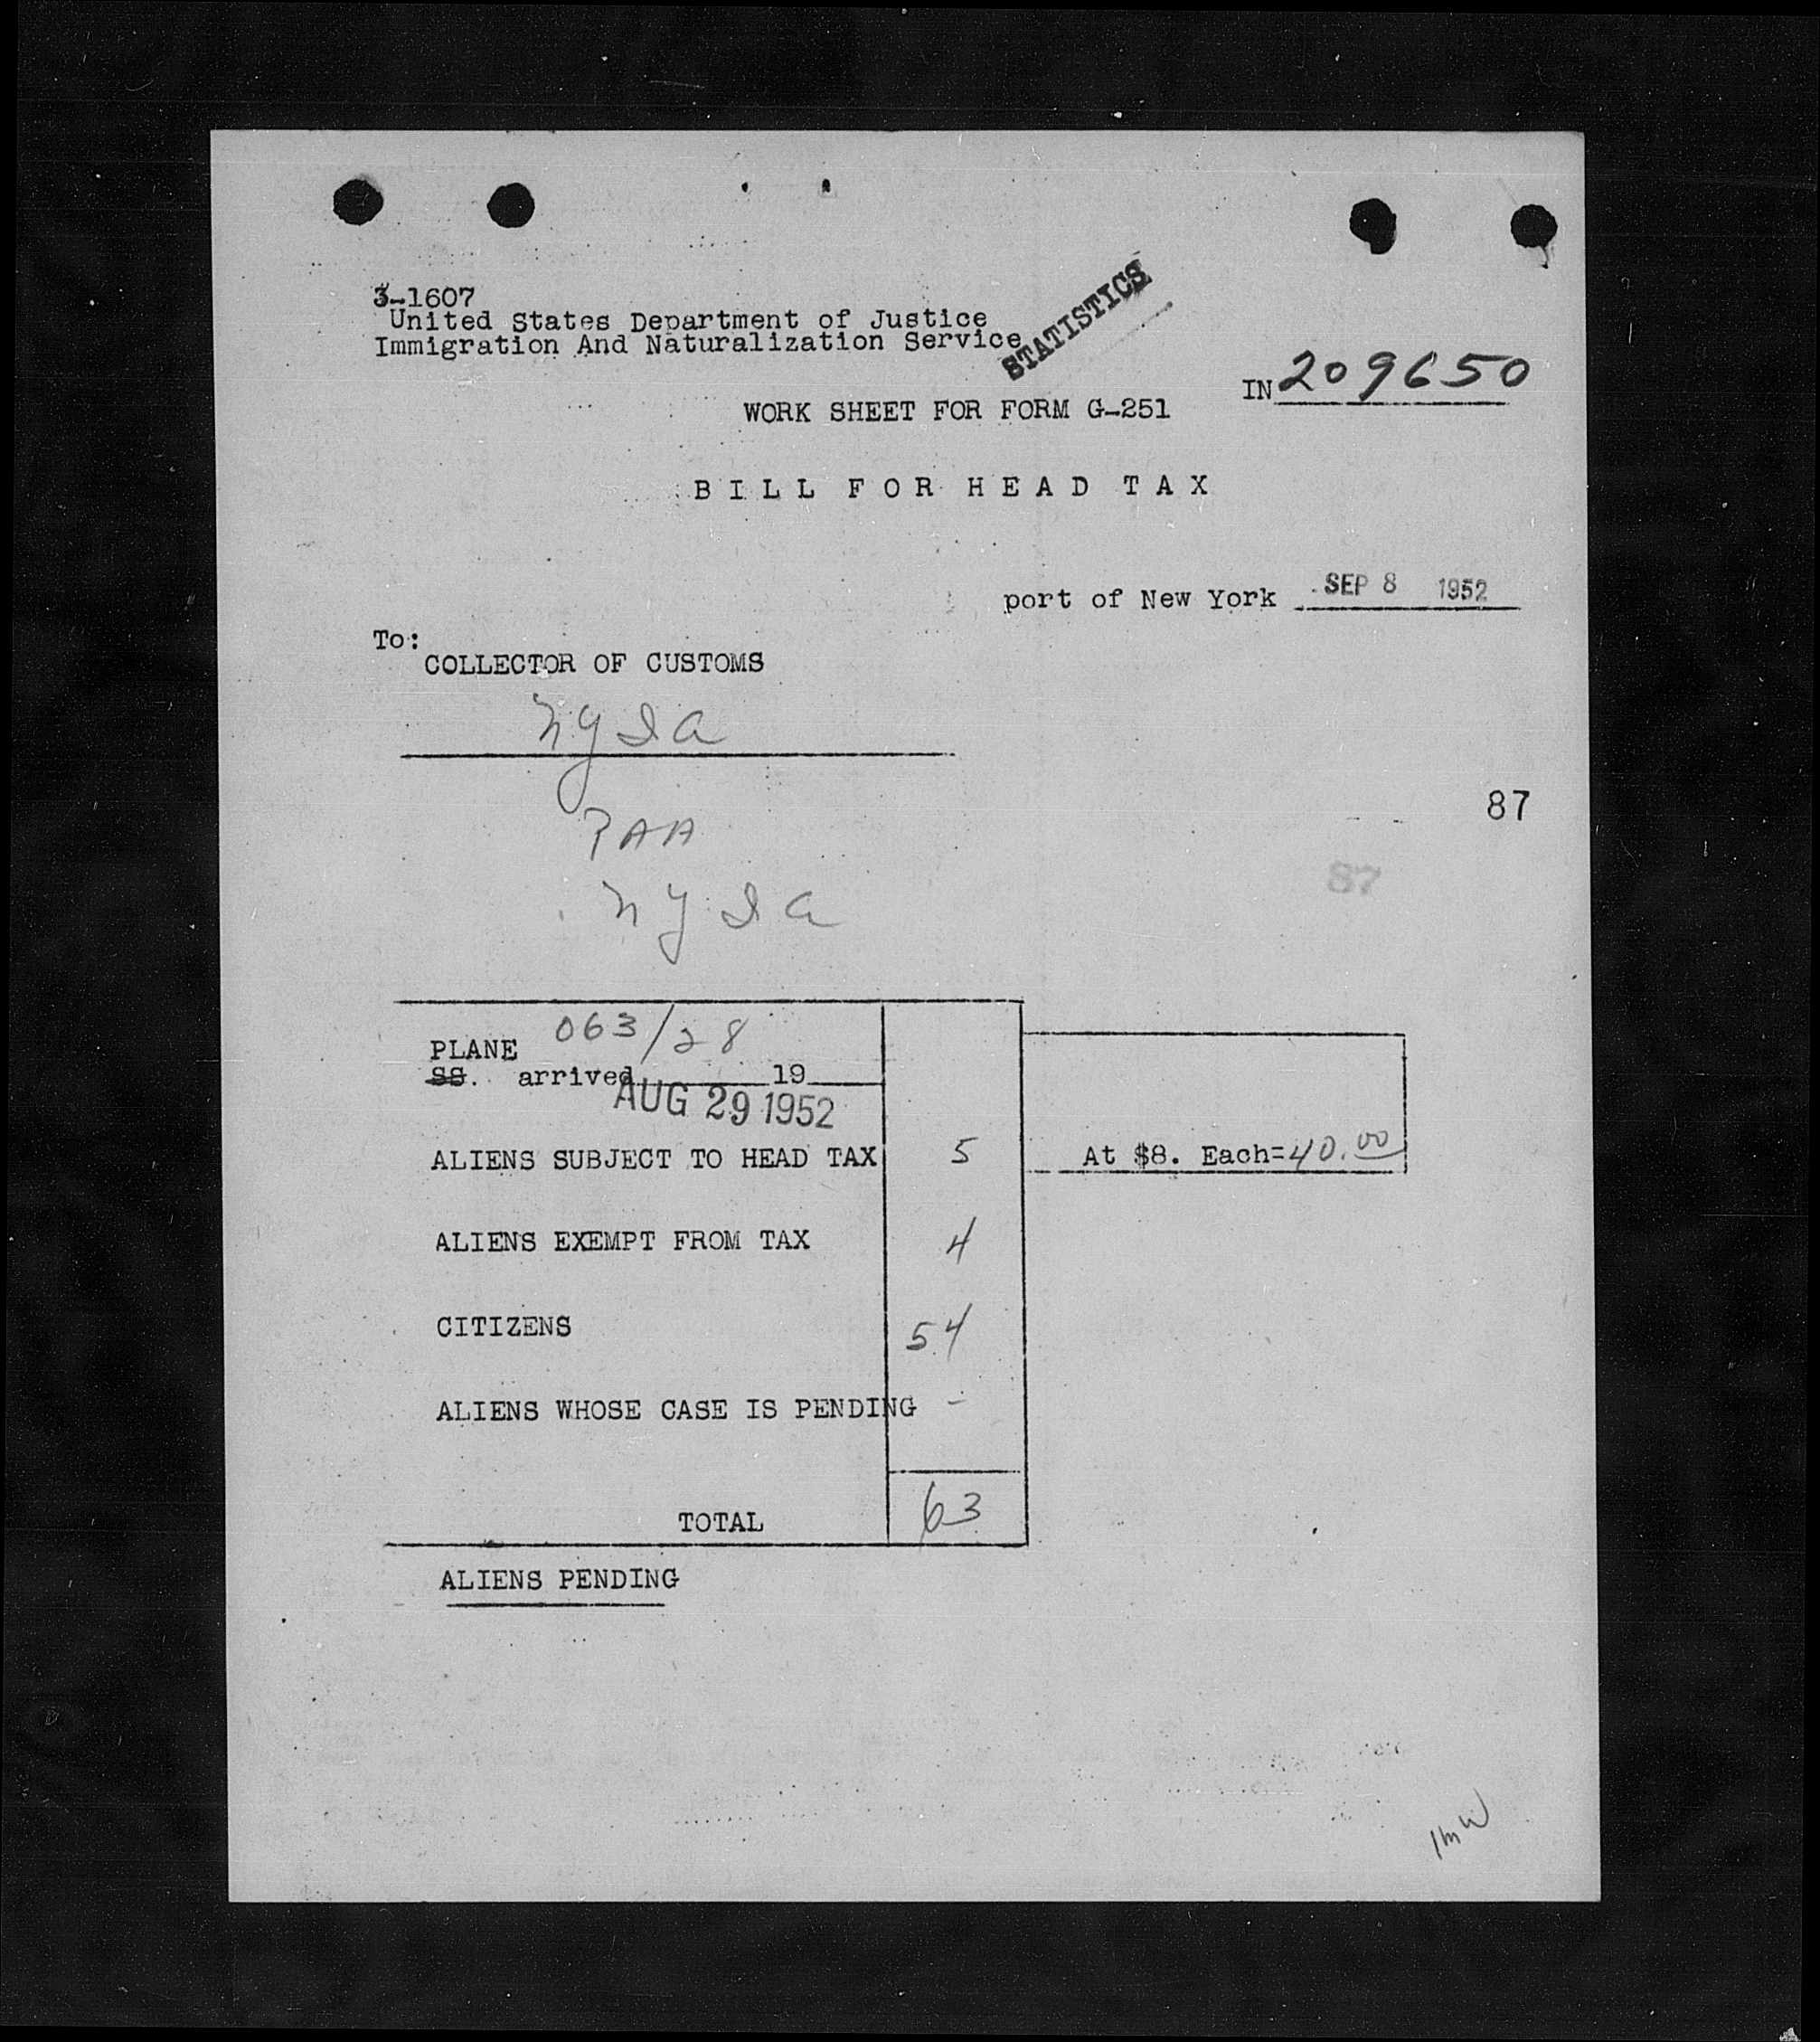 3-1607
United States Department of Justice
Immigration And Naturalization Service
STATISTICS
IN 209650
WORK SHEET FOR FORM G-251
BILL FOR HEAD TAX
port of New York SEP 8 1952
To:
COLLECTOR OF CUSTOMS
NYIA
87
PAA
87
NYIA
063/28
PLANE
SS. arrived 19
AUG 29 1952
ALIENS SUBJECT TO HEAD TAX 5 At $8. Each=40.00
ALIENS EXEMPT FROM TAX 4
CITIZENS 54
ALIENS WHOSE CASE IS PENDING -
TOTAL 63
ALIENS PENDING